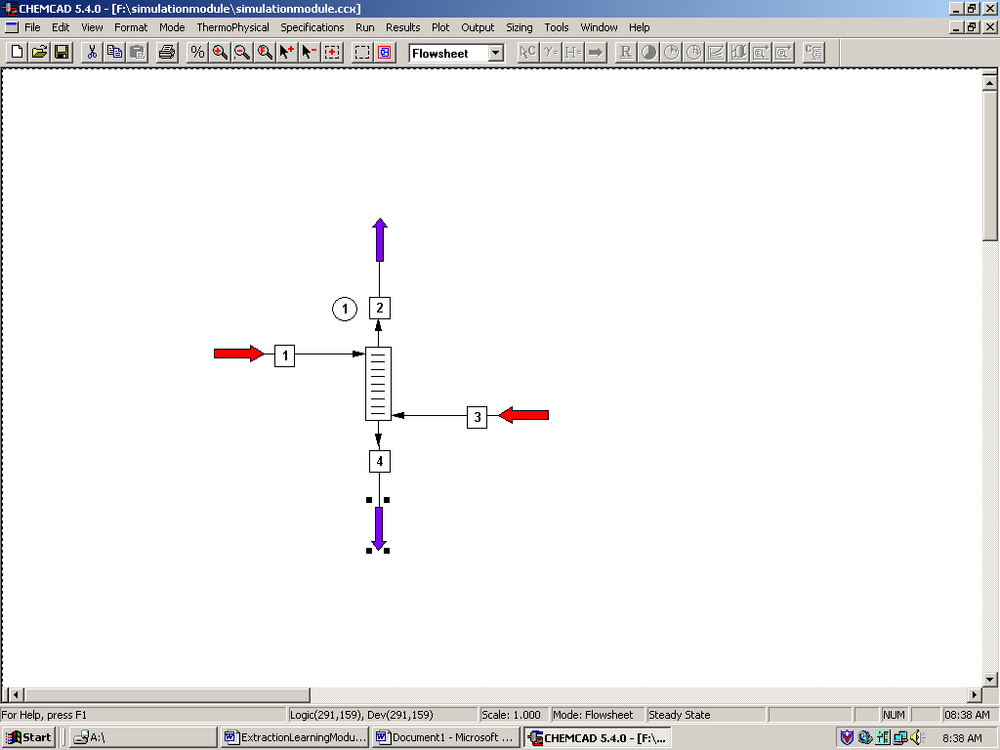 CHEMCAD 5.4.0 - [F:\simulationmodule\simulationmodule.ccx]
File Edit View Format Mode ThermoPhysical Specifications Run Results Plot Output Sizing Tools Window Help
% Flowsheet C γ= H= R
1 2
1
3
4
For Help, press F1 Logic(291,159), Dev(291,159) Scale: 1.000 Mode: Flowsheet Steady State NUM 08:38 AM
Start A:\ ExtractionLearningModu... Document1 - Microsoft ... CHEMCAD 5.4.0 - [F:\... 8:38 AM